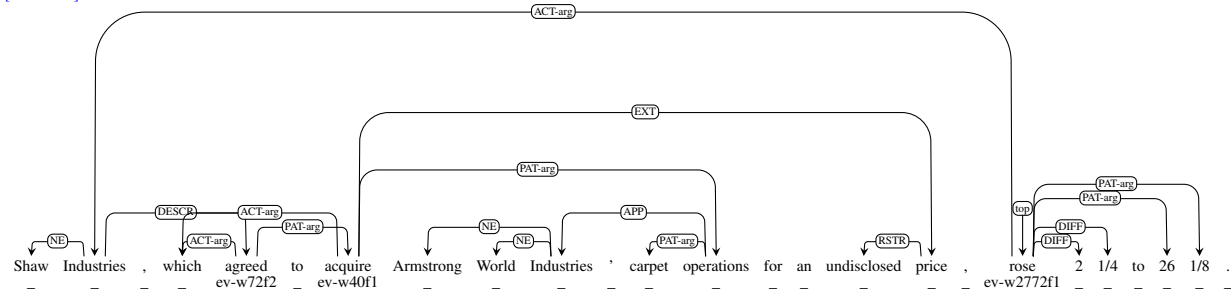 ACT-arg
EXT
PAT-arg
PAT-arg
PAT-arg
DESCR ACT-arg NE APP top
NE ACT-arg PAT-arg NE PAT-arg RSTR DIFF DIFF
Shaw Industries , which agreed to acquire Armstrong World Industries ' carpet operations for an undisclosed price , rose 2 1/4 to 26 1/8 .
ev-w72f2 ev-w40f1 ev-w2772f1
_ _ _ _ _ _ _ _ _ _ _ _ _ _ _ _ _ _ _ _ _ _